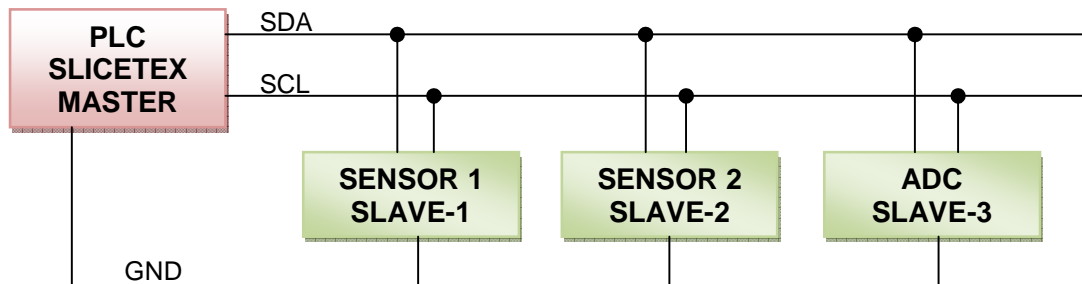 PLC
SLICETEX
MASTER
SDA
SCL
SENSOR 1
SLAVE-1
SENSOR 2
SLAVE-2
ADC
SLAVE-3
GND